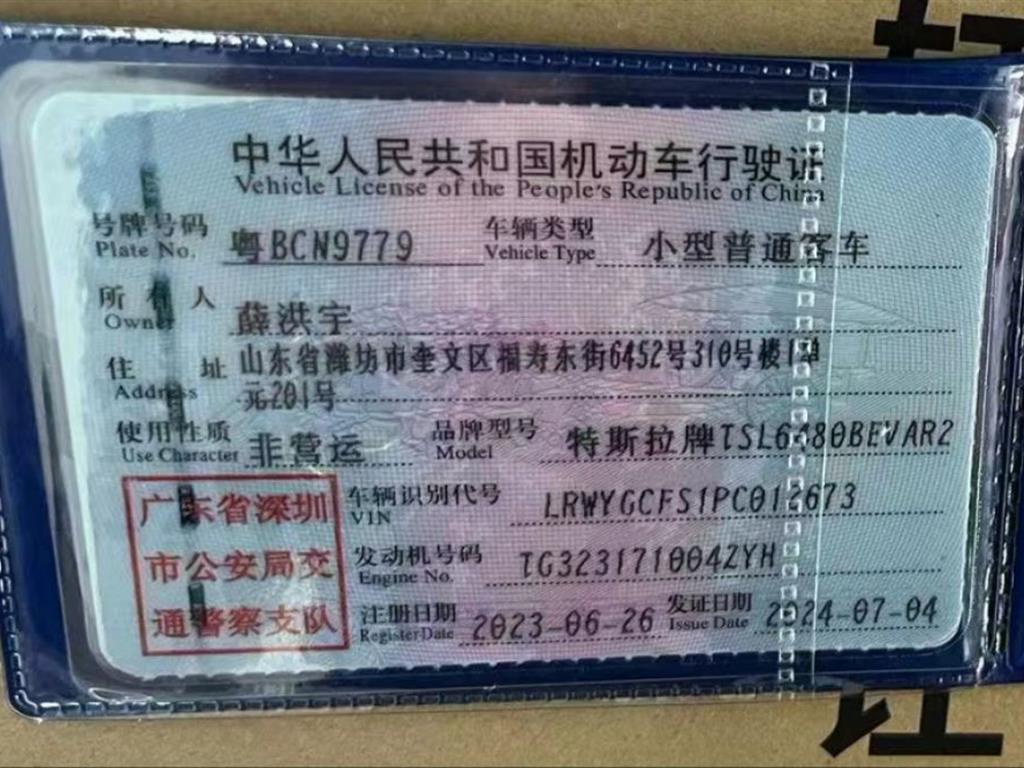 中华人民共和国机动车行驶证
Vehicle License of the People's Republic of China
号牌号码 粤BCN9779 车辆类型 小型普通客车
Plate No. Vehicle Type
所有人 薛洪宇
Owner
住址 山东省潍坊市奎文区福寿东街6452号310号楼1单
Address 元201号
使用性质 非营运 品牌型号 特斯拉牌TSL6480BEVAR2
Use Character Model
广东省深圳
市公安局交
通警察支队
车辆识别代号 LRWYGCFS1PC012673
VIN
发动机号码 TG3231710042YH
Engine No.
注册日期 2023-06-26 发证日期 2024-07-04
Register Date Issue Date